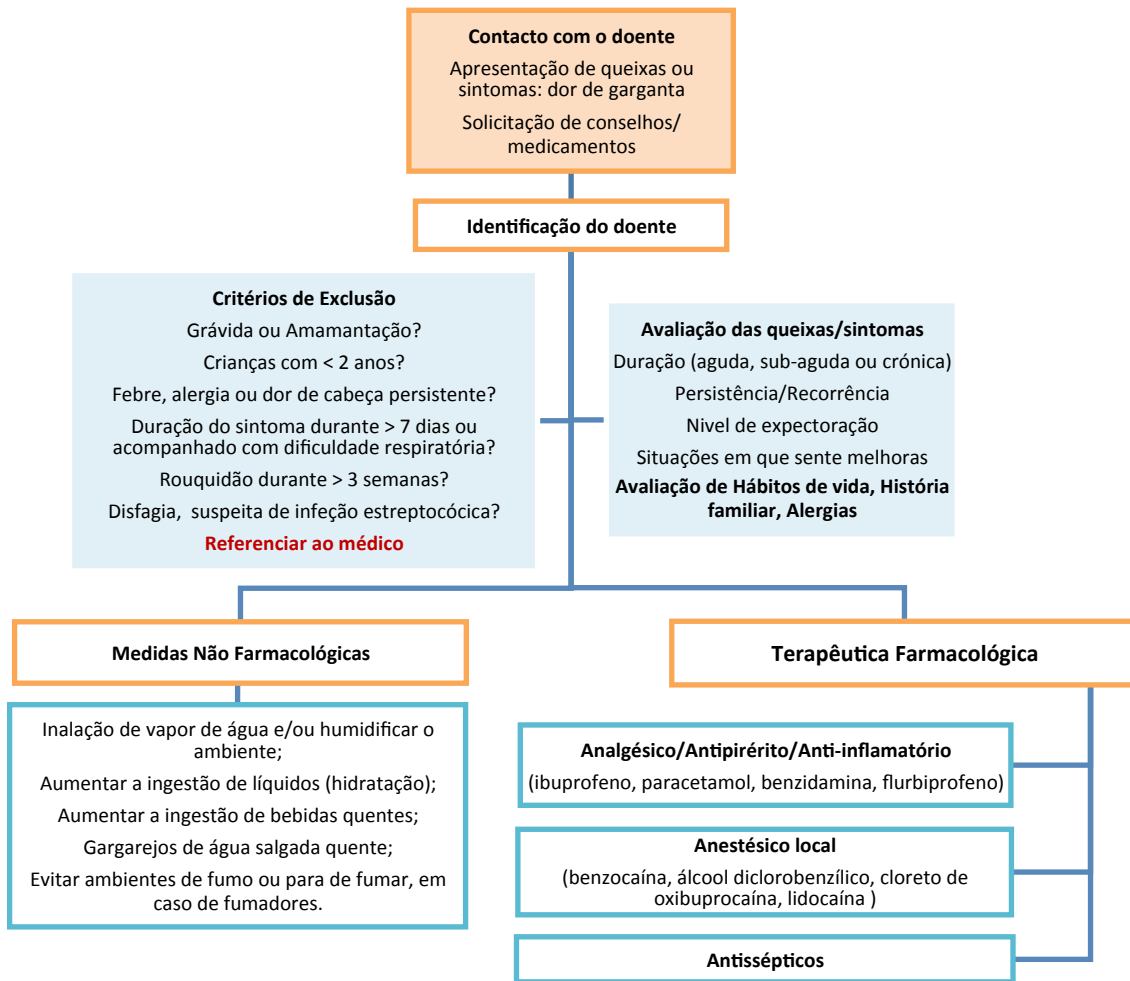 Contacto com o doente
Apresentação de queixas ou
sintomas: dor de garganta
Solicitação de conselhos/
medicamentos
Identificação do doente
Critérios de Exclusão
Grávida ou Amamantação?
Crianças com < 2 anos?
Febre, alergia ou dor de cabeça persistente?
Duração do sintoma durante > 7 dias ou
acompanhado com dificuldade respiratória?
Rouquidão durante > 3 semanas?
Disfagia, suspeita de infeção estreptocócica?
Referenciar ao médico
Avaliação das queixas/sintomas
Duração (aguda, sub-aguda ou crónica)
Persistência/Recorrência
Nivel de expectoração
Situações em que sente melhoras
Avaliação de Hábitos de vida, História
familiar, Alergias
Medidas Não Farmacológicas
Inalação de vapor de água e/ou humidificar o
ambiente;
Aumentar a ingestão de líquidos (hidratação);
Aumentar a ingestão de bebidas quentes;
Gargarejos de água salgada quente;
Evitar ambientes de fumo ou para de fumar, em
caso de fumadores.
Terapêutica Farmacológica
Analgésico/Antipirérito/Anti-inflamatório
(ibuprofeno, paracetamol, benzidamina, flurbiprofeno)
Anestésico local
(benzocaína, álcool diclorobenzílico, cloreto de
oxibuprocaína, lidocaína )
Antissépticos